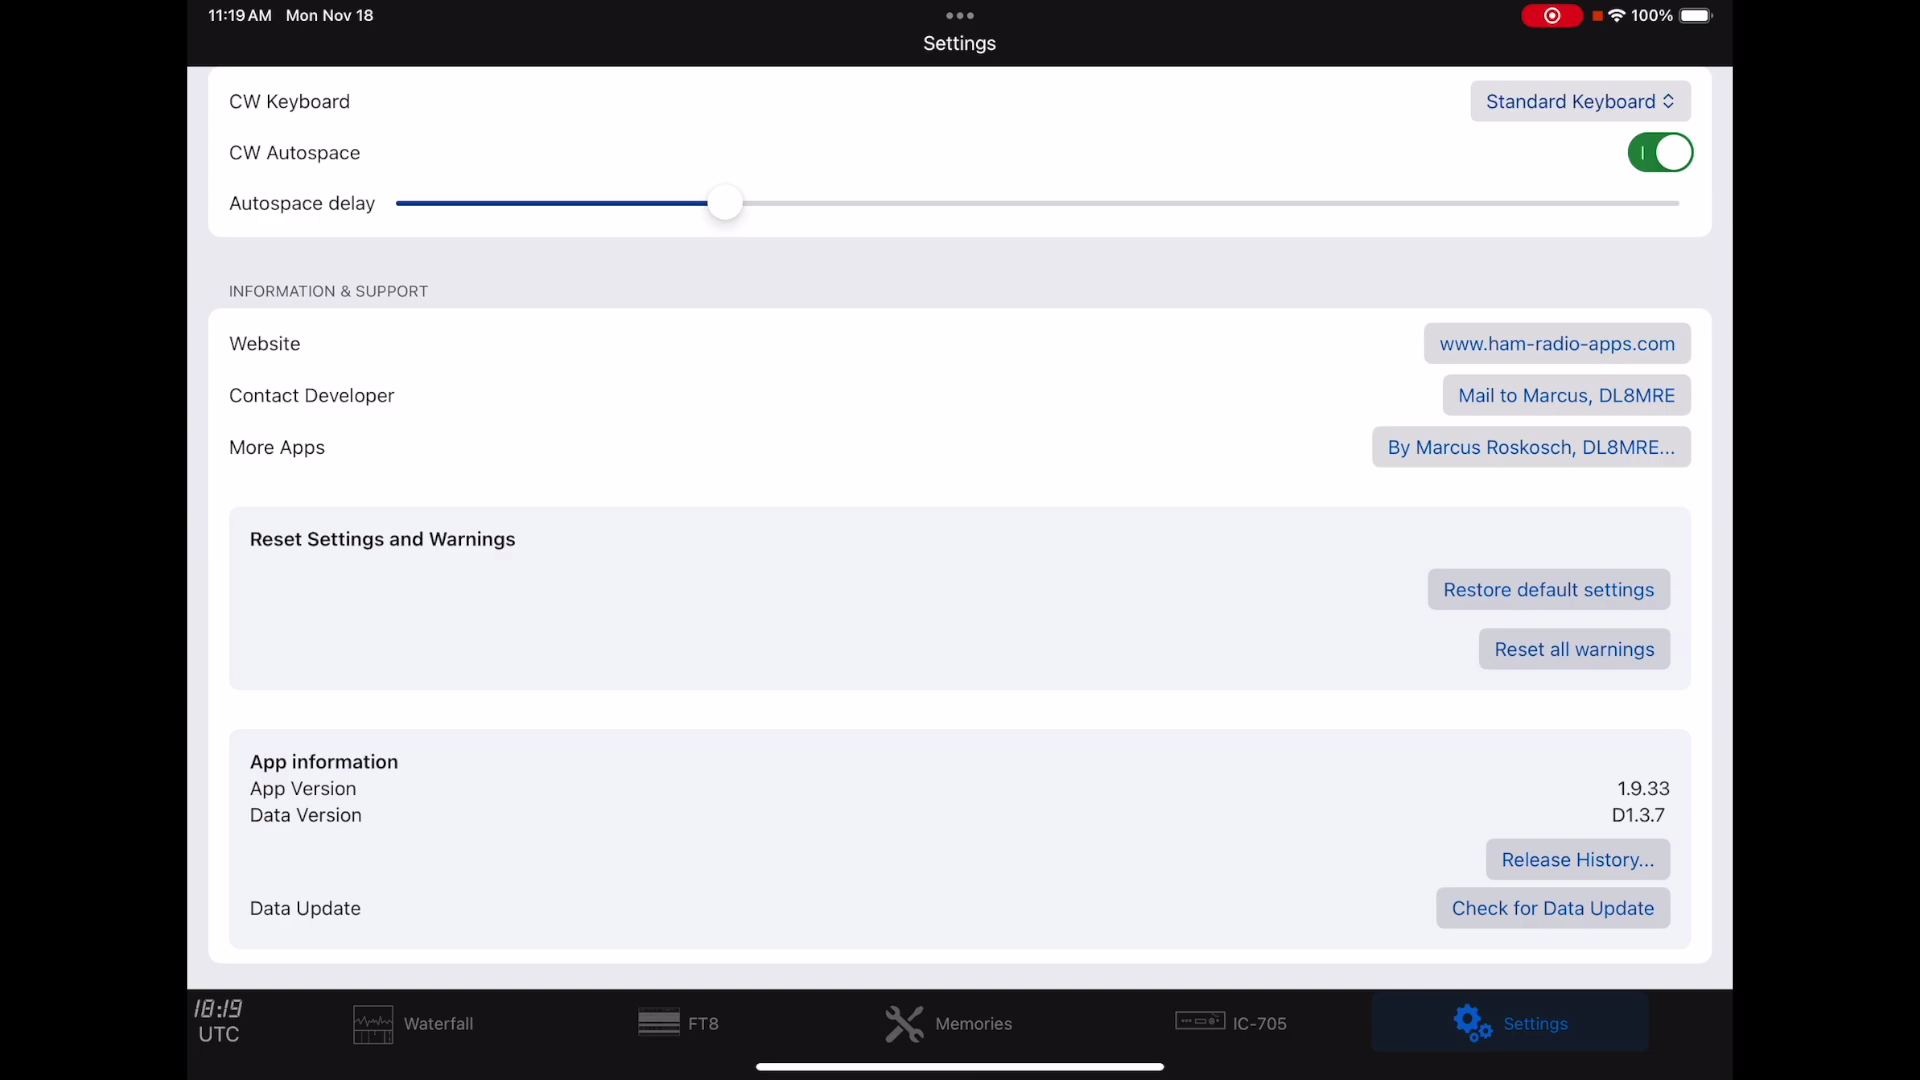 11:19 AM Mon Nov 18
100%
Settings
CW Keyboard
Standard Keyboard
CW Autospace
Autospace delay
INFORMATION & SUPPORT
Website
www.ham-radio-apps.com
Contact Developer
Mail to Marcus, DL8MRE
More Apps
By Marcus Roskosch, DL8MRE...
Reset Settings and Warnings
Restore default settings
Reset all warnings
App information
App Version
1.9.33
Data Version
D1.3.7
Release History...
Data Update
Check for Data Update
18:19
UTC
Waterfall
FT8
Memories
IC-705
Settings